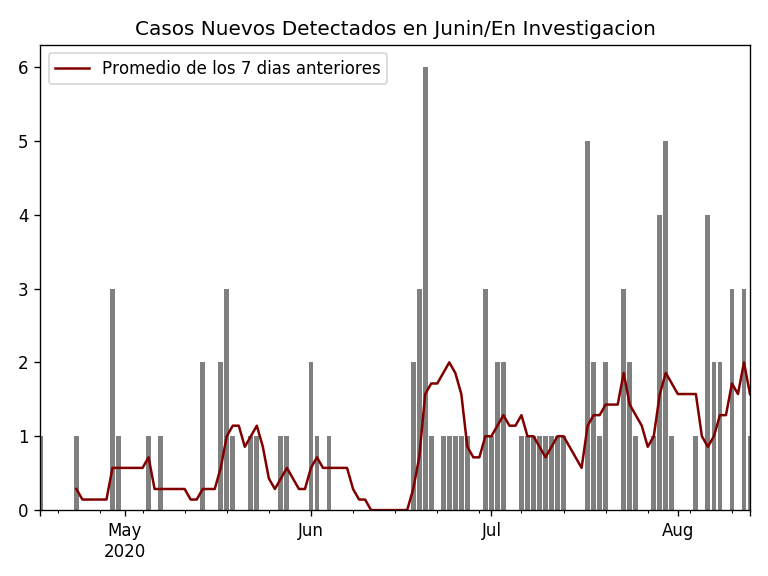 Casos Nuevos Detectados en Junin/En Investigacion
Promedio de los 7 dias anteriores
6
5
4
3
2
1
0
May Jun Jul Aug
2020